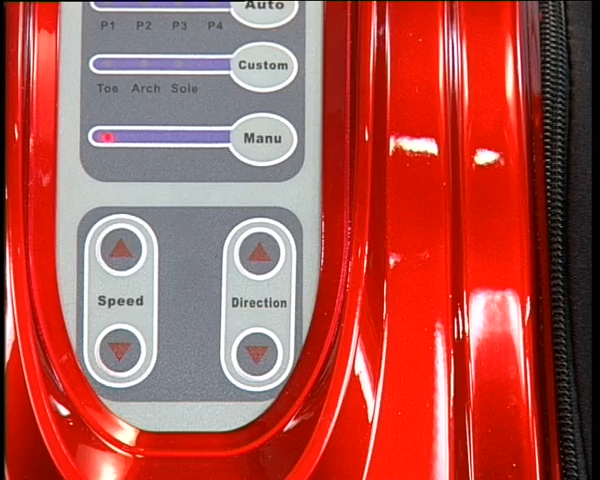 Auto
P1 P2 P3 P4
Custom
Toe Arch Sole
Manu
Speed Direction